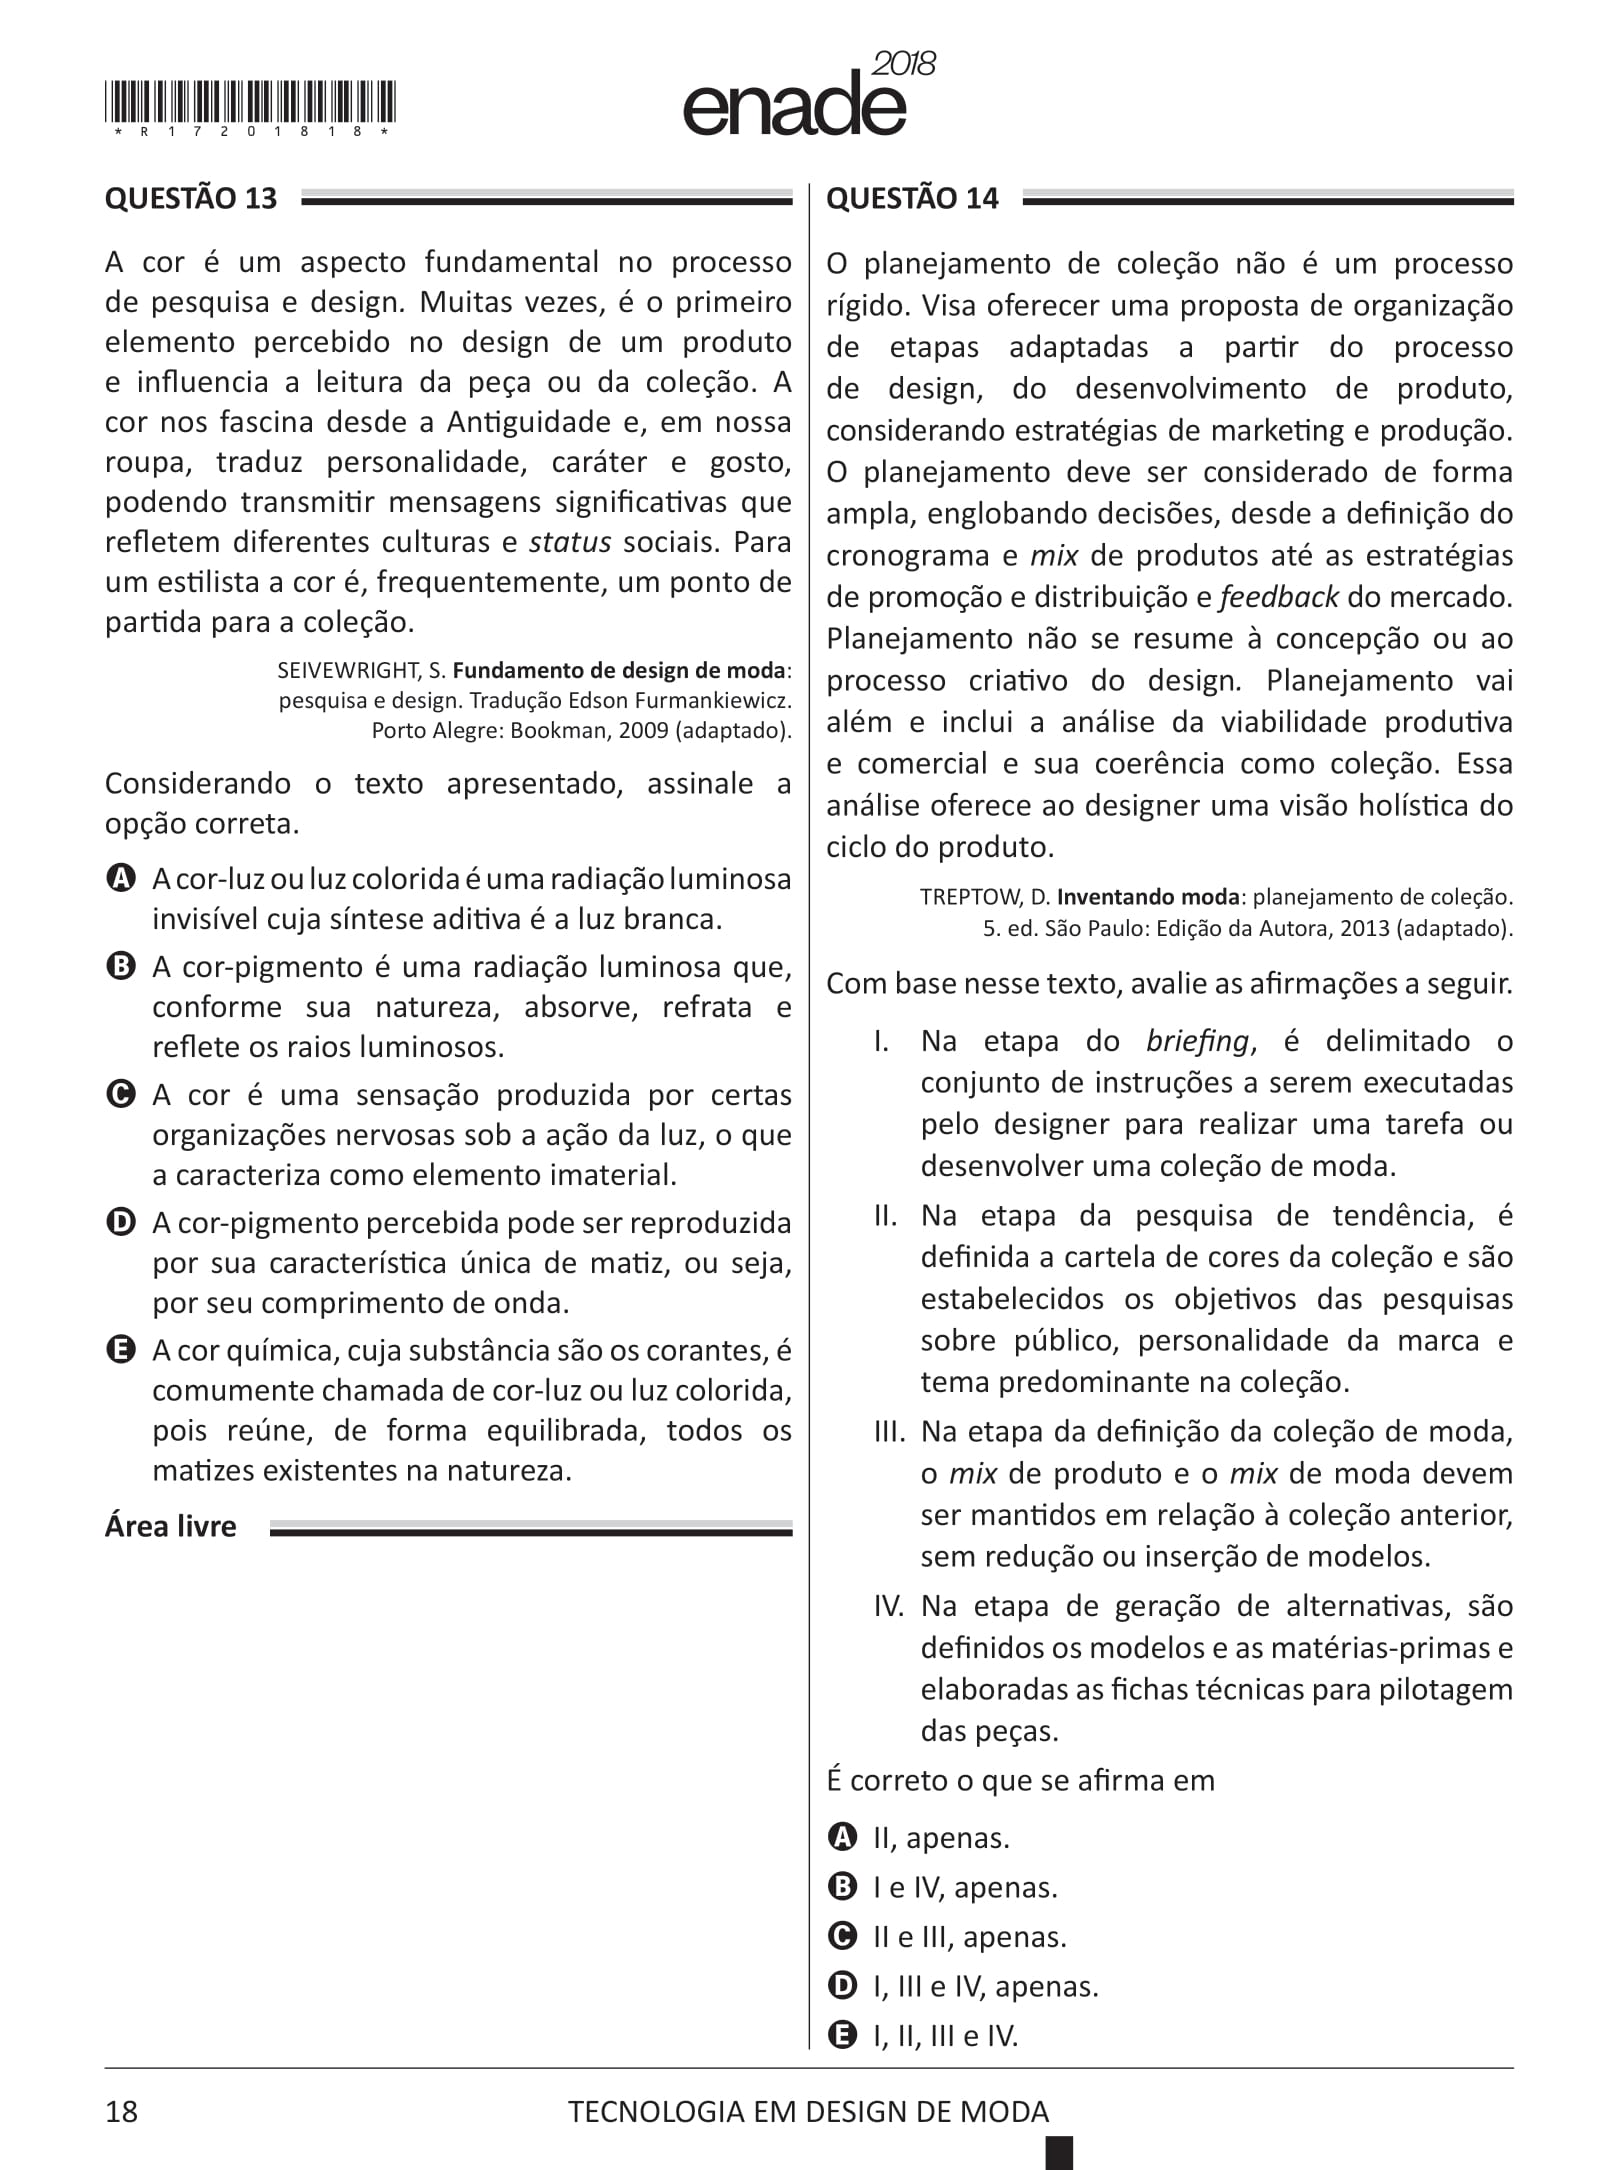 enade2018
*R17201818*
QUESTÃO 13
A cor é um aspecto fundamental no processo
de pesquisa e design. Muitas vezes, é o primeiro
elemento percebido no design de um produto
e influencia a leitura da peça ou da coleção. A
cor nos fascina desde a Antiguidade e, em nossa
roupa, traduz personalidade, caráter e gosto,
podendo transmitir mensagens significativas que
refletem diferentes culturas e status sociais. Para
um estilista a cor é, frequentemente, um ponto de
partida para a coleção.
SEIVEWRIGHT, S. Fundamento de design de moda:
pesquisa e design. Tradução Edson Furmankiewicz.
Porto Alegre: Bookman, 2009 (adaptado).
Considerando o texto apresentado, assinale a
opção correta.
A A cor-luz ou luz colorida é uma radiação luminosa
invisível cuja síntese aditiva é a luz branca.
B A cor-pigmento é uma radiação luminosa que,
conforme sua natureza, absorve, refrata e
reflete os raios luminosos.
C A cor é uma sensação produzida por certas
organizações nervosas sob a ação da luz, o que
a caracteriza como elemento imaterial.
D A cor-pigmento percebida pode ser reproduzida
por sua característica única de matiz, ou seja,
por seu comprimento de onda.
E A cor química, cuja substância são os corantes, é
comumente chamada de cor-luz ou luz colorida,
pois reúne, de forma equilibrada, todos os
matizes existentes na natureza.
Área livre
QUESTÃO 14
O planejamento de coleção não é um processo
rígido. Visa oferecer uma proposta de organização
de etapas adaptadas a partir do processo
de design, do desenvolvimento de produto,
considerando estratégias de marketing e produção.
O planejamento deve ser considerado de forma
ampla, englobando decisões, desde a definição do
cronograma e mix de produtos até as estratégias
de promoção e distribuição e feedback do mercado.
Planejamento não se resume à concepção ou ao
processo criativo do design. Planejamento vai
além e inclui a análise da viabilidade produtiva
e comercial e sua coerência como coleção. Essa
análise oferece ao designer uma visão holística do
ciclo do produto.
TREPTOW, D. Inventando moda: planejamento de coleção.
5. ed. São Paulo: Edição da Autora, 2013 (adaptado).
Com base nesse texto, avalie as afirmações a seguir.
I. Na etapa do briefing, é delimitado o
conjunto de instruções a serem executadas
pelo designer para realizar uma tarefa ou
desenvolver uma coleção de moda.
II. Na etapa da pesquisa de tendência, é
definida a cartela de cores da coleção e são
estabelecidos os objetivos das pesquisas
sobre público, personalidade da marca e
tema predominante na coleção.
III. Na etapa da definição da coleção de moda,
o mix de produto e o mix de moda devem
ser mantidos em relação à coleção anterior,
sem redução ou inserção de modelos.
IV. Na etapa de geração de alternativas, são
definidos os modelos e as matérias-primas e
elaboradas as fichas técnicas para pilotagem
das peças.
É correto o que se afirma em
A II, apenas.
B I e IV, apenas.
C II e III, apenas.
D I, III e IV, apenas.
E I, II, III e IV.
18
TECNOLOGIA EM DESIGN DE MODA